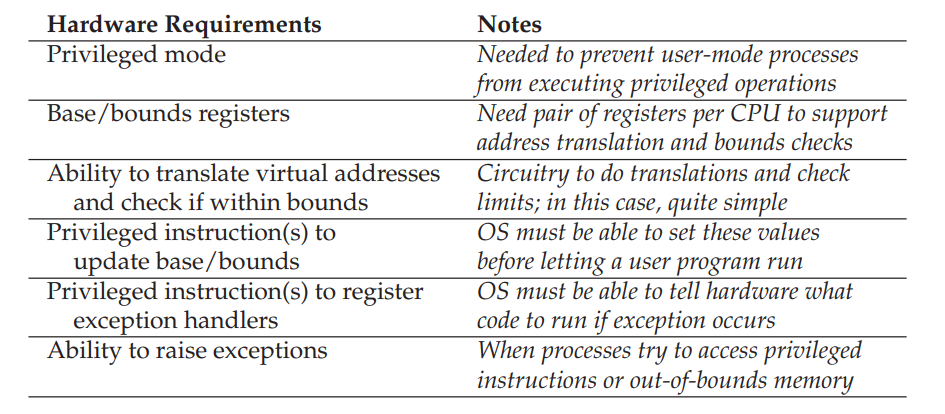 Hardware Requirements Notes
Privileged mode Needed to prevent user-mode processes
from executing privileged operations
Base/bounds registers Need pair of registers per CPU to support
address translation and bounds checks
Ability to translate virtual addresses Circuitry to do translations and check
and check if within bounds limits; in this case, quite simple
Privileged instruction(s) to OS must be able to set these values
update base/bounds before letting a user program run
Privileged instruction(s) to register OS must be able to tell hardware what
exception handlers code to run if exception occurs
Ability to raise exceptions When processes try to access privileged
instructions or out-of-bounds memory